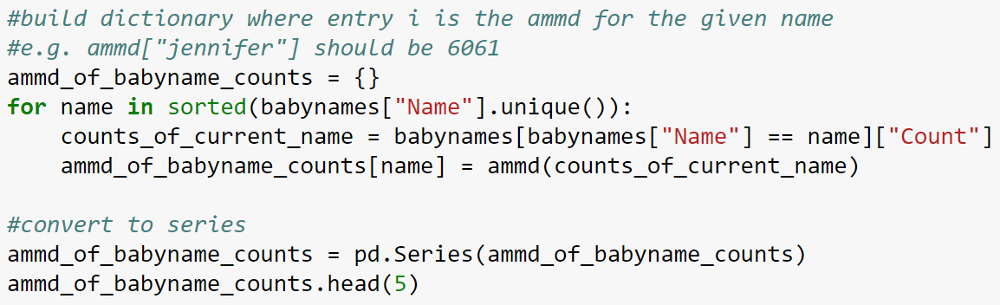 #build dictionary where entry i is the ammd for the given name
#e.g. ammd["jennifer"] should be 6061
ammd_of_babyname_counts = {}
for name in sorted(babynames["Name"].unique()):
    counts_of_current_name = babynames[babynames["Name"] == name]["Count"]
    ammd_of_babyname_counts[name] = ammd(counts_of_current_name)

#convert to series
ammd_of_babyname_counts = pd.Series(ammd_of_babyname_counts)
ammd_of_babyname_counts.head(5)